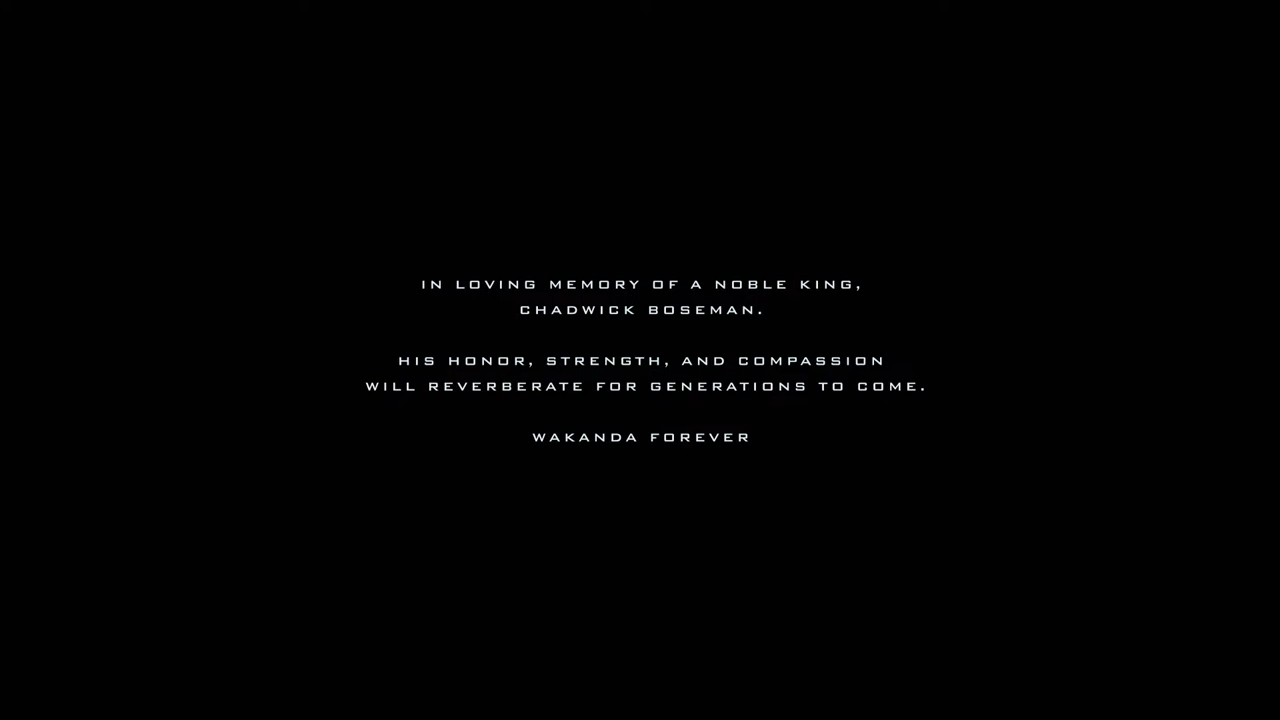 IN LOVING MEMORY OF A NOBLE KING,
CHADWICK BOSEMAN.
HIS HONOR, STRENGTH, AND COMPASSION
WILL REVERBERATE FOR GENERATIONS TO COME.
WAKANDA FOREVER